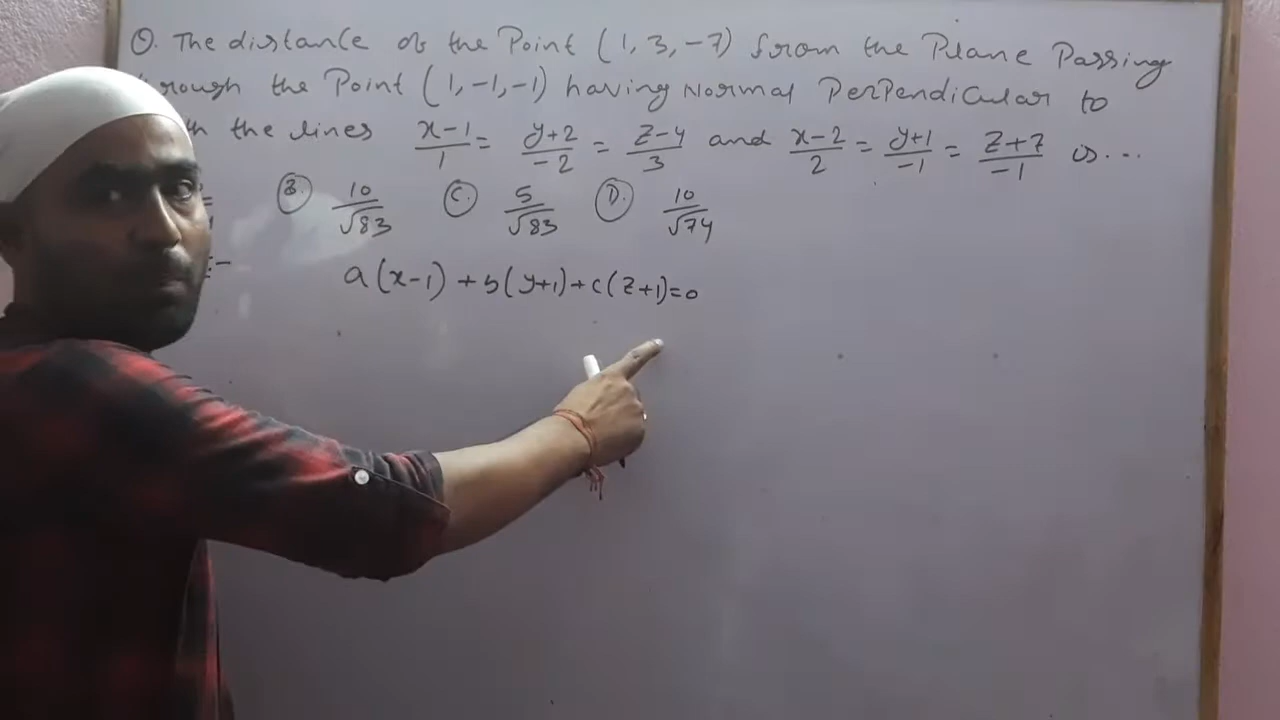 Q. The distance of the Point (1, 3, -7) from the Plane Passing
the Point (1, -1, -1) having Normal Perpendicular to
the lines x-1/1 = y+2/-2 = z-4/3 and x-2/2 = y+1/-1 = z+7/-1 is...
B. 10/√83 C. 5/√83 D. 10/√74
:-
a(x-1) + b(y+1) + c(z+1) = 0